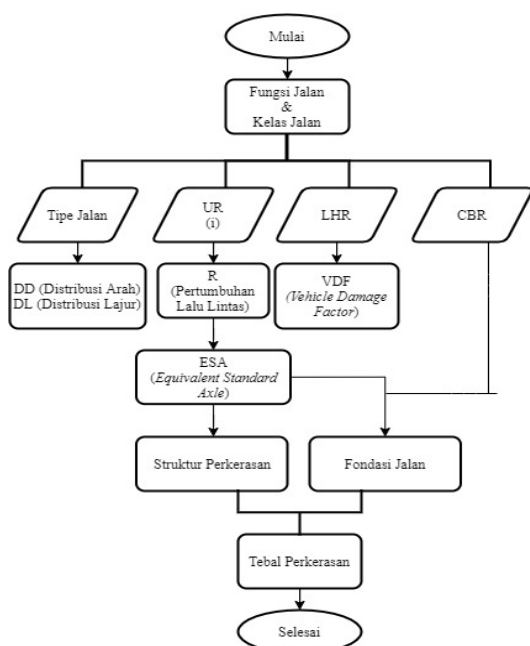 Mulai
Fungsi Jalan
&
Kelas Jalan
Tipe Jalan
UR
(i)
LHR
CBR
DD (Distribusi Arah)
DL (Distribusi Lajur)
R
(Pertumbuhan
Lalu Lintas)
VDF
(Vehicle Damage
Factor)
ESA
(Equivalent Standard
Axle)
Struktur Perkerasan
Fondasi Jalan
Tebal Perkerasan
Selesai